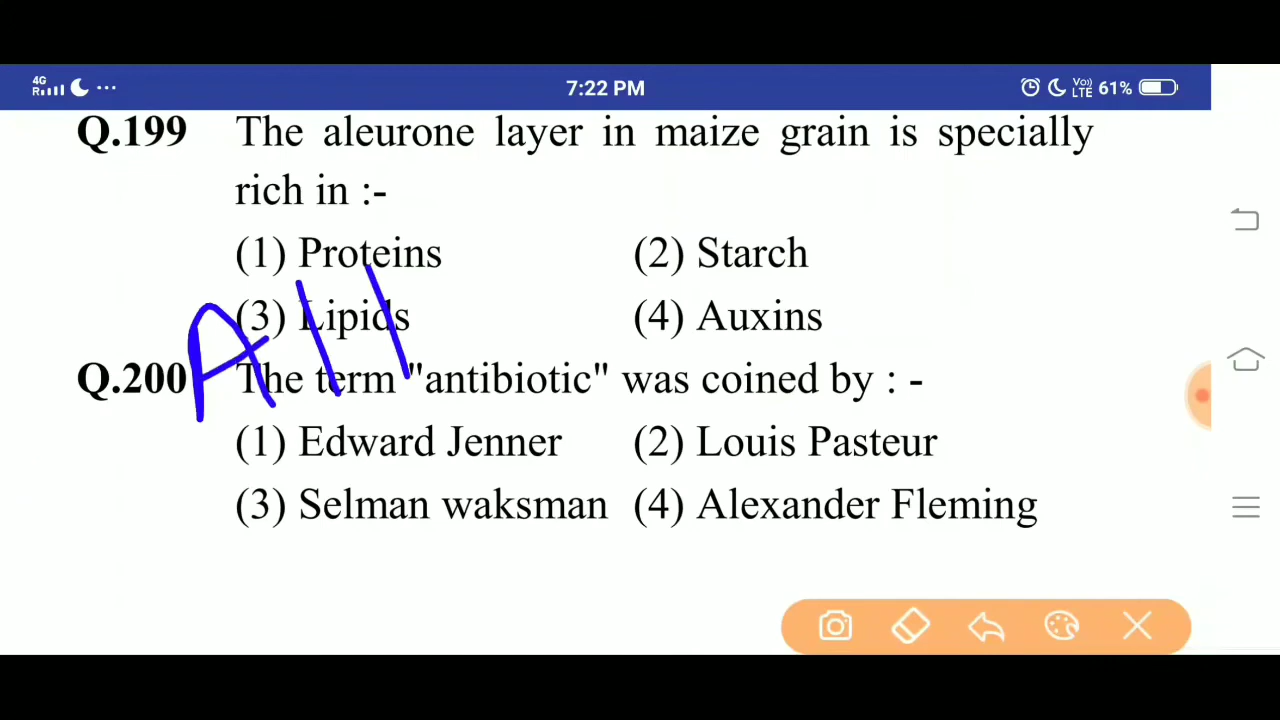 4G
R 7:22 PM VoI) LTE 61%
Q.199 The aleurone layer in maize grain is specially
rich in :-
(1) Proteins (2) Starch
(3) Lipids (4) Auxins
All
Q.200 The term "antibiotic" was coined by : -
(1) Edward Jenner (2) Louis Pasteur
(3) Selman waksman (4) Alexander Fleming